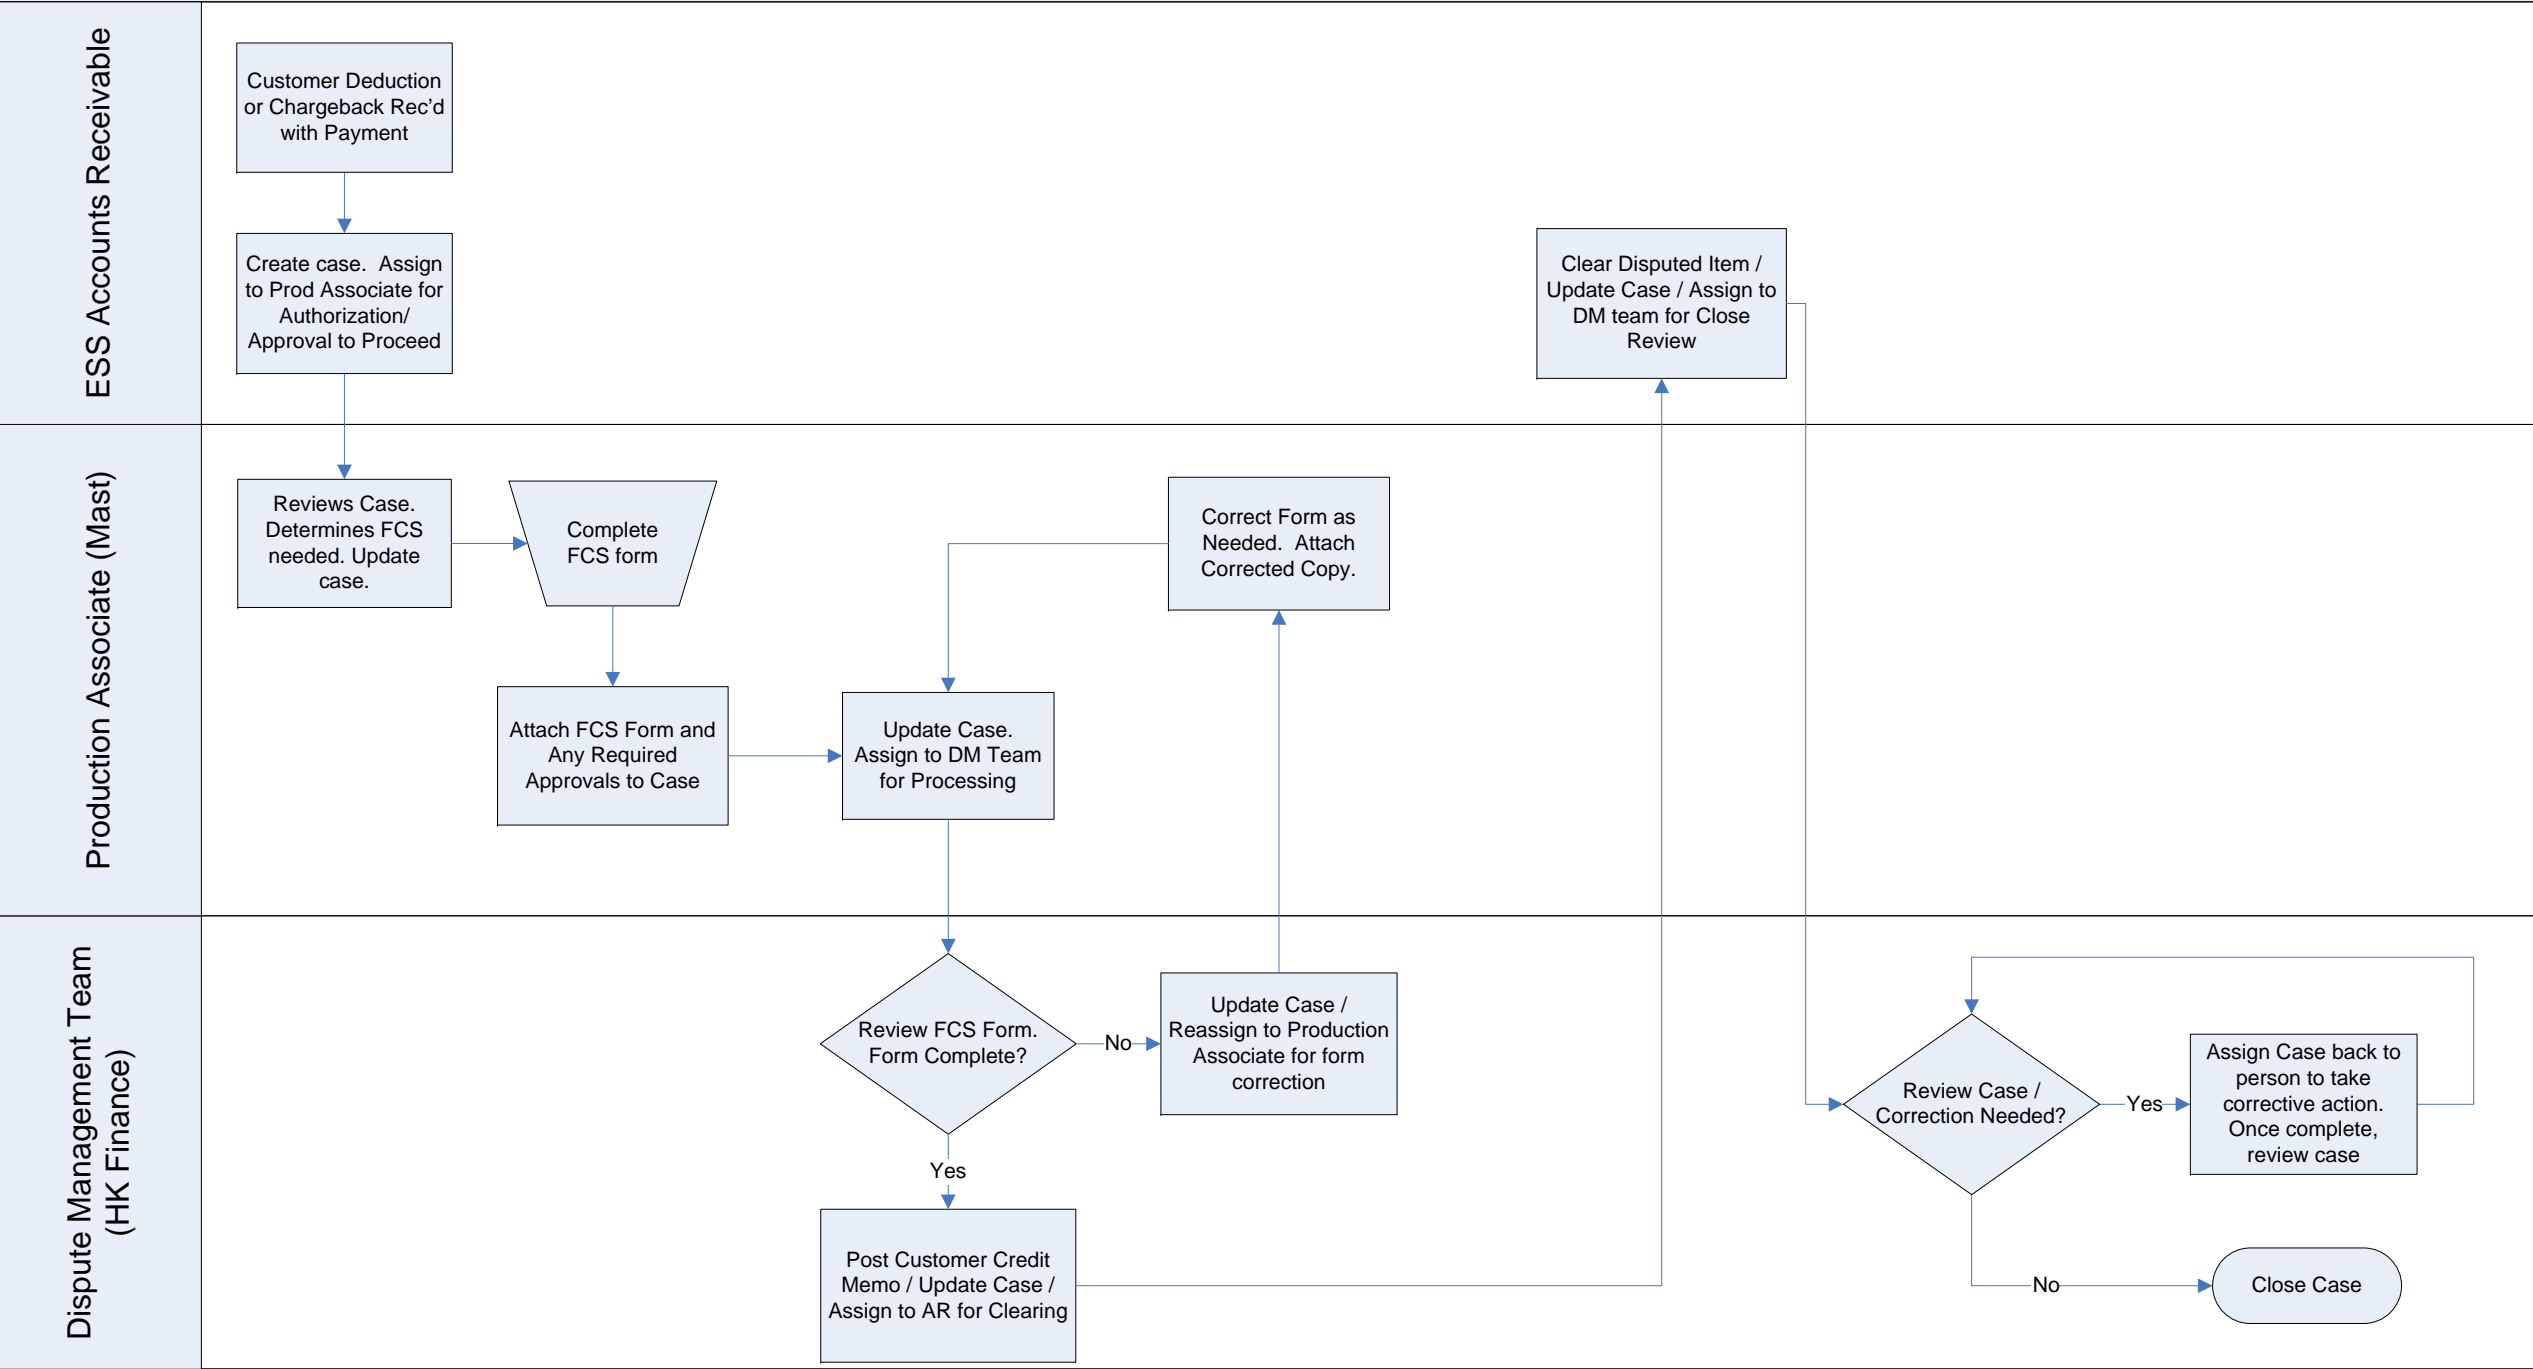 ESS Accounts Receivable
Customer Deduction
or Chargeback Rec’d
with Payment
Create case.  Assign
to Prod Associate for
Authorization/
Approval to Proceed
Clear Disputed Item /
Update Case / Assign to
DM team for Close
Review
Production Associate (Mast)
Reviews Case.
Determines FCS
needed. Update
case.
Complete
FCS form
Attach FCS Form and
Any Required
Approvals to Case
Update Case.
Assign to DM Team
for Processing
Correct Form as
Needed.  Attach
Corrected Copy.
Dispute Management Team
(HK Finance)
Review FCS Form.
Form Complete?
No
Update Case /
Reassign to Production
Associate for form
correction
Yes
Post Customer Credit
Memo / Update Case /
Assign to AR for Clearing
Review Case /
Correction Needed?
Yes
Assign Case back to
person to take
corrective action.
Once complete,
review case
No
Close Case